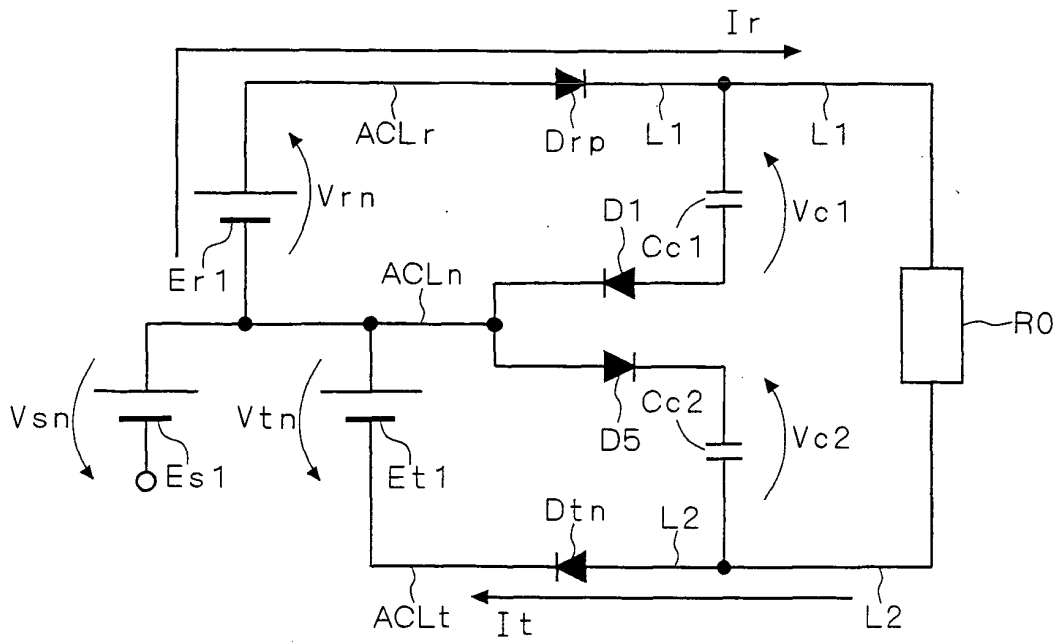 Ir
ACLr
Drp
L1
L1
Vrn
D1
Cc1
Vc1
Er1
ACLn
R0
Vsn
Vtn
Cc2
D5
Vc2
Es1
Et1
Dtn
L2
ACLt
It
L2